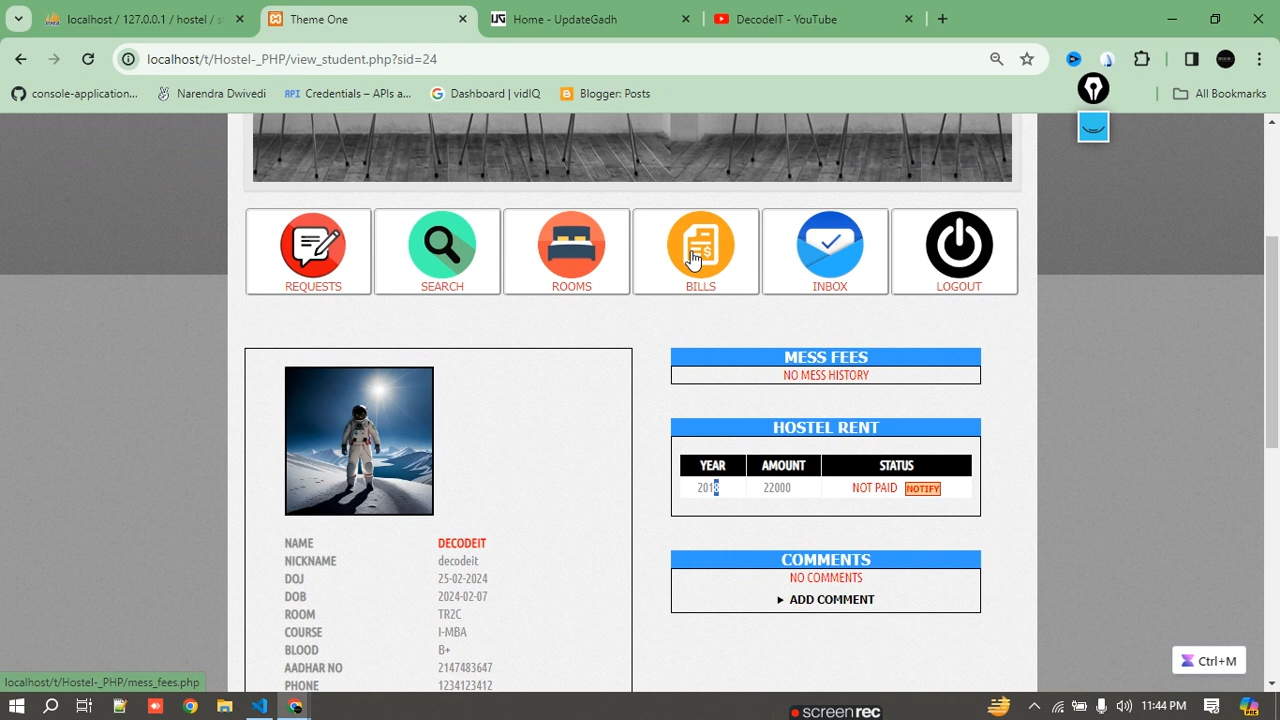 localhost / 127.0.0.1 / hostel / s
Theme One
Home - UpdateGadh
DecodeIT - YouTube
localhost/t/Hostel-_PHP/view_student.php?sid=24
console-application...
Narendra Dwivedi
API Credentials – APIs a...
Dashboard | vidIQ
Blogger: Posts
All Bookmarks
REQUESTS
SEARCH
ROOMS
BILLS
INBOX
LOGOUT
MESS FEES
NO MESS HISTORY
HOSTEL RENT
YEAR AMOUNT STATUS
2018 22000 NOT PAID NOTIFY
COMMENTS
NO COMMENTS
► ADD COMMENT
NAME DECODEIT
NICKNAME decodeit
DOJ 25-02-2024
DOB 2024-02-07
ROOM TR2C
COURSE I-MBA
BLOOD B+
AADHAR NO 2147483647
PHONE 1234123412
Ctrl+M
localhost/t/Hostel-_PHP/mess_fees.php
screenrec
11:44 PM